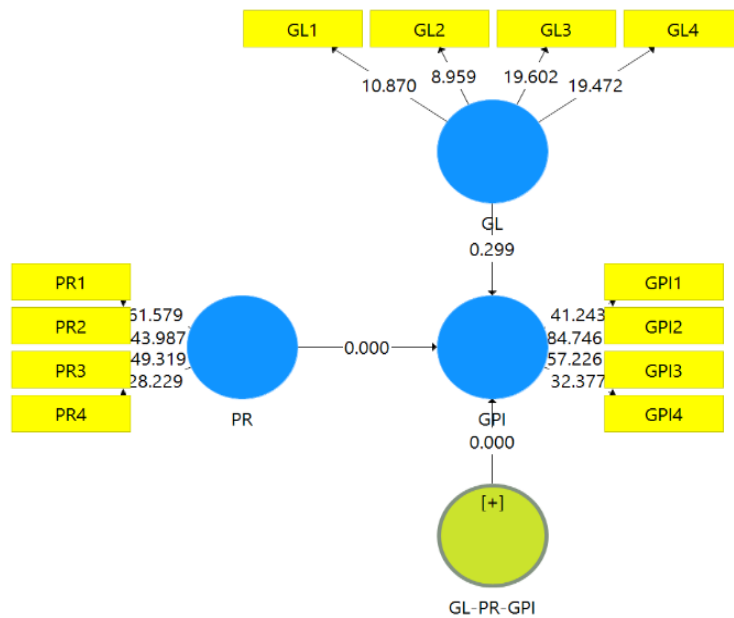 GL1 GL2 GL3 GL4
10.870 8.959 19.602 19.472
GL
0.299
PR1
PR2
PR3
PR4
61.579
43.987
49.319
28.229
PR
0.000
GPI
41.243
84.746
57.226
32.377
GPI1
GPI2
GPI3
GPI4
0.000
[+]
GL-PR-GPI